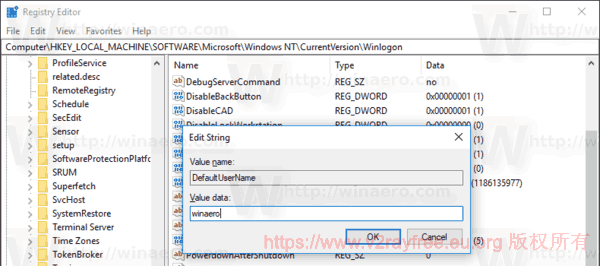 Registry Editor
File Edit View Favorites Help
Computer\HKEY_LOCAL_MACHINE\SOFTWARE\Microsoft\Windows NT\CurrentVersion\Winlogon
ProfileService
related.desc
RemoteRegistry
Schedule
SecEdit
Sensor
setup
SoftwareProtectionPlatfo
SRUM
Superfetch
SvcHost
SystemRestore
Terminal Server
Time Zones
TokenBroker
Tracing
Name Type Data
DebugServerCommand REG_SZ no
DisableBackButton REG_DWORD 0x00000001 (1)
DisableCAD REG_DWORD 0x00000001 (1)
DisableLockWorkstation REG_DWORD 0x00000000 (0)
(1)
(1)
(0)
(1186135977)
(5)
PowerdownAfterShutdown REG_SZ 0
Edit String
Value name:
DefaultUserName
Value data:
winaero
OK Cancel
https://www.v2rayfree.eu.org 版权所有
W http://winaero.com